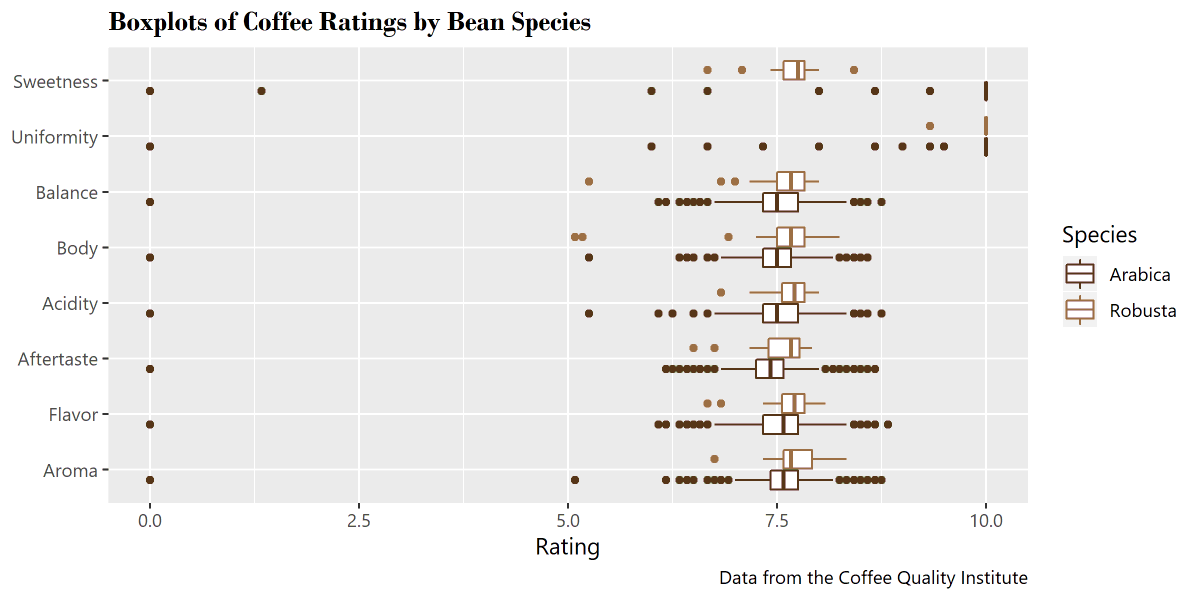 Boxplots of Coffee Ratings by Bean Species
Sweetness
Uniformity
Balance
Body
Acidity
Aftertaste
Flavor
Aroma
0.0 2.5 5.0 7.5 10.0
Rating
Species
Arabica
Robusta
Data from the Coffee Quality Institute